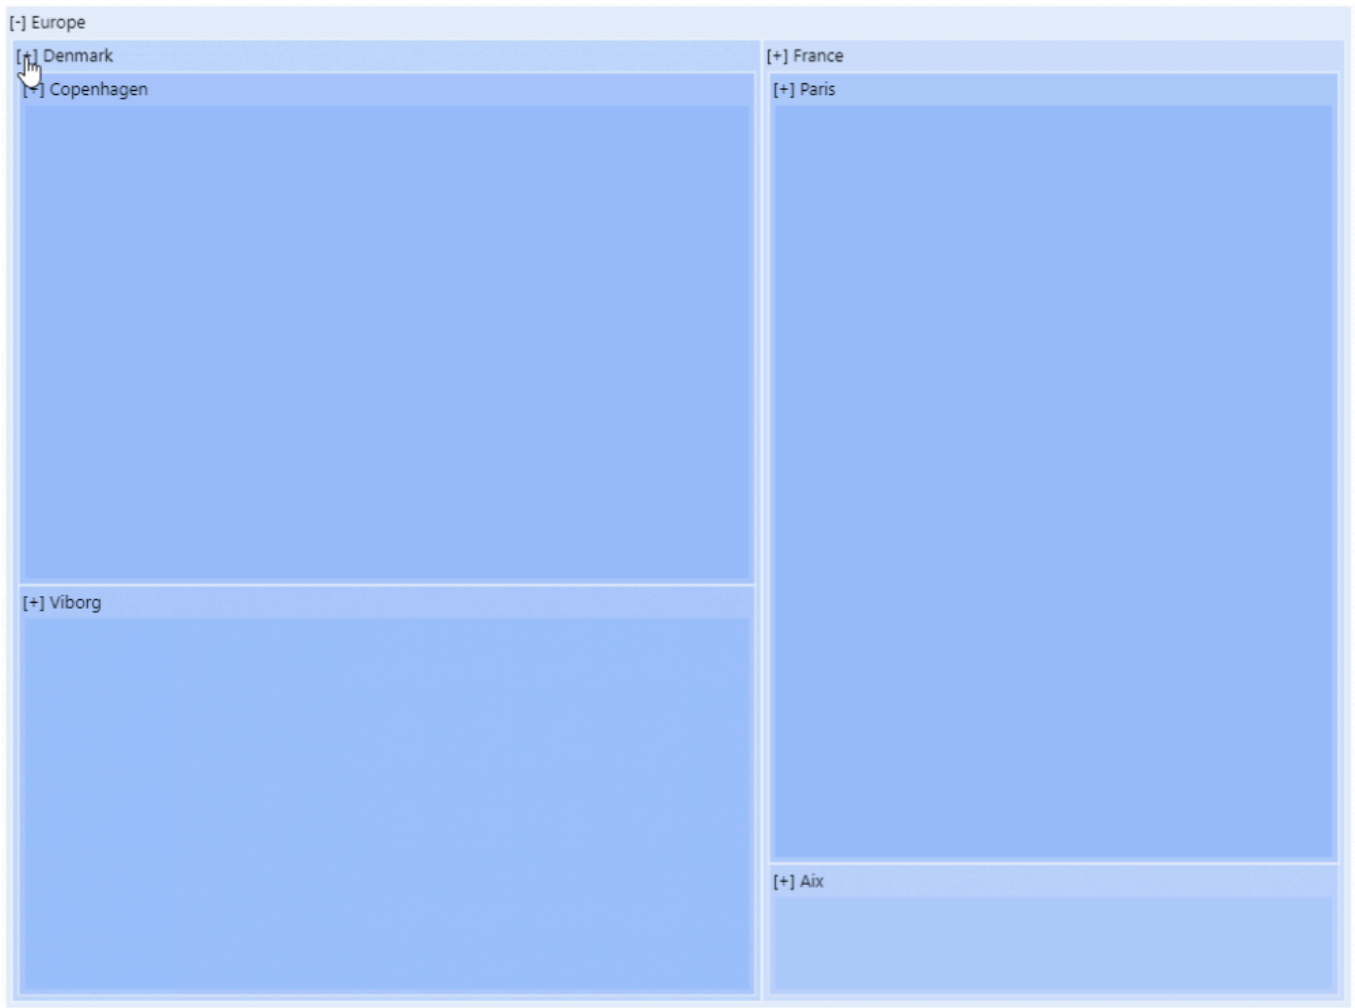 [-] Europe
[+] Denmark
[+] Copenhagen
[+] Viborg
[+] France
[+] Paris
[+] Aix